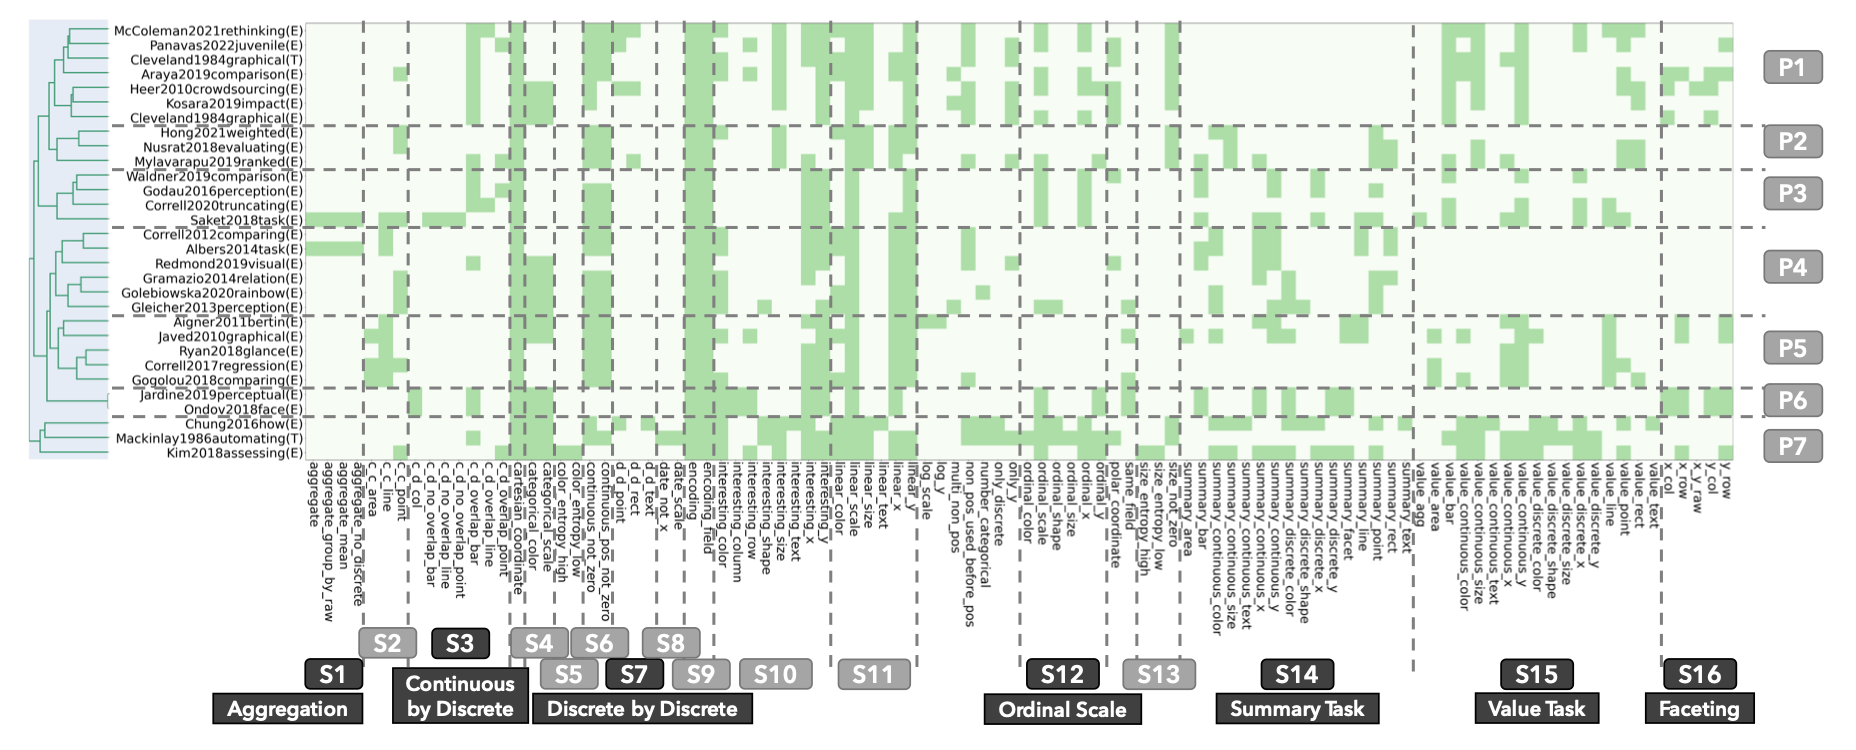 McColeman2021rethinking(E)
Panavas2022juvenile(E)
Cleveland1984graphical(T)
Araya2019comparison(E)
Heer2010crowdsourcing(E)
Kosara2019impact(E)
Cleveland1984graphical(E)
Hong2021weighted(E)
Nusrat2018evaluating(E)
Mylavarapu2019ranked(E)
Waldner2019comparison(E)
Godau2016perception(E)
Correll2020truncating(E)
Saket2018task(E)
Correll2012comparing(E)
Albers2014task(E)
Redmond2019visual(E)
Gramazio2014relation(E)
Golebiowska2020rainbow(E)
Gleicher2013perception(E)
Aigner2011bertin(E)
Javed2010graphical(E)
Ryan2018glance(E)
Correll2017regression(E)
Gogolou2018comparing(E)
Jardine2019perceptual(E)
Ondov2018face(E)
Chung2016how(E)
Mackinlay1986automating(T)
Kim2018assessing(E)
P1
P2
P3
P4
P5
P6
P7
aggregate
aggregate_group_by_raw
aggregate_mean
aggregate_no_discrete
c_c_area
c_c_line
c_c_point
c_d_col
c_d_no_overlap_bar
c_d_no_overlap_line
c_d_no_overlap_point
c_d_overlap_bar
c_d_overlap_line
c_d_overlap_point
cartesian_coordinate
categorical_color
categorical_scale
color_entropy_high
color_entropy_low
continuous_not_zero
continuous_pos_not_zero
d_d_point
d_d_rect
d_d_text
date_not_x
date_scale
encoding
encoding_field
interesting_color
interesting_column
interesting_row
interesting_shape
interesting_size
interesting_text
interesting_x
interesting_y
linear_color
linear_scale
linear_size
linear_text
linear_x
linear_y
log_scale
log_y
multi_non_pos
non_pos_used_before_pos
number_categorical
only_discrete
only_y
ordinal_color
ordinal_scale
ordinal_shape
ordinal_size
ordinal_x
ordinal_y
polar_coordinate
same_field
size_entropy_high
size_entropy_low
size_not_zero
summary_area
summary_bar
summary_continuous_color
summary_continuous_size
summary_continuous_text
summary_continuous_x
summary_continuous_y
summary_discrete_color
summary_discrete_shape
summary_discrete_x
summary_discrete_y
summary_facet
summary_line
summary_point
summary_rect
summary_text
value_agg
value_area
value_bar
value_continuous_color
value_continuous_size
value_continuous_text
value_continuous_x
value_continuous_y
value_discrete_color
value_discrete_shape
value_discrete_size
value_discrete_x
value_discrete_y
value_line
value_point
value_rect
value_text
x_col
x_row
x_y_raw
y_col
y_row
S2
S3
S4
S6
S8
S1
S5
S7
S9
S10
S11
S12
S13
S14
S15
S16
Aggregation
Continuous
by Discrete
Discrete by Discrete
Ordinal Scale
Summary Task
Value Task
Faceting